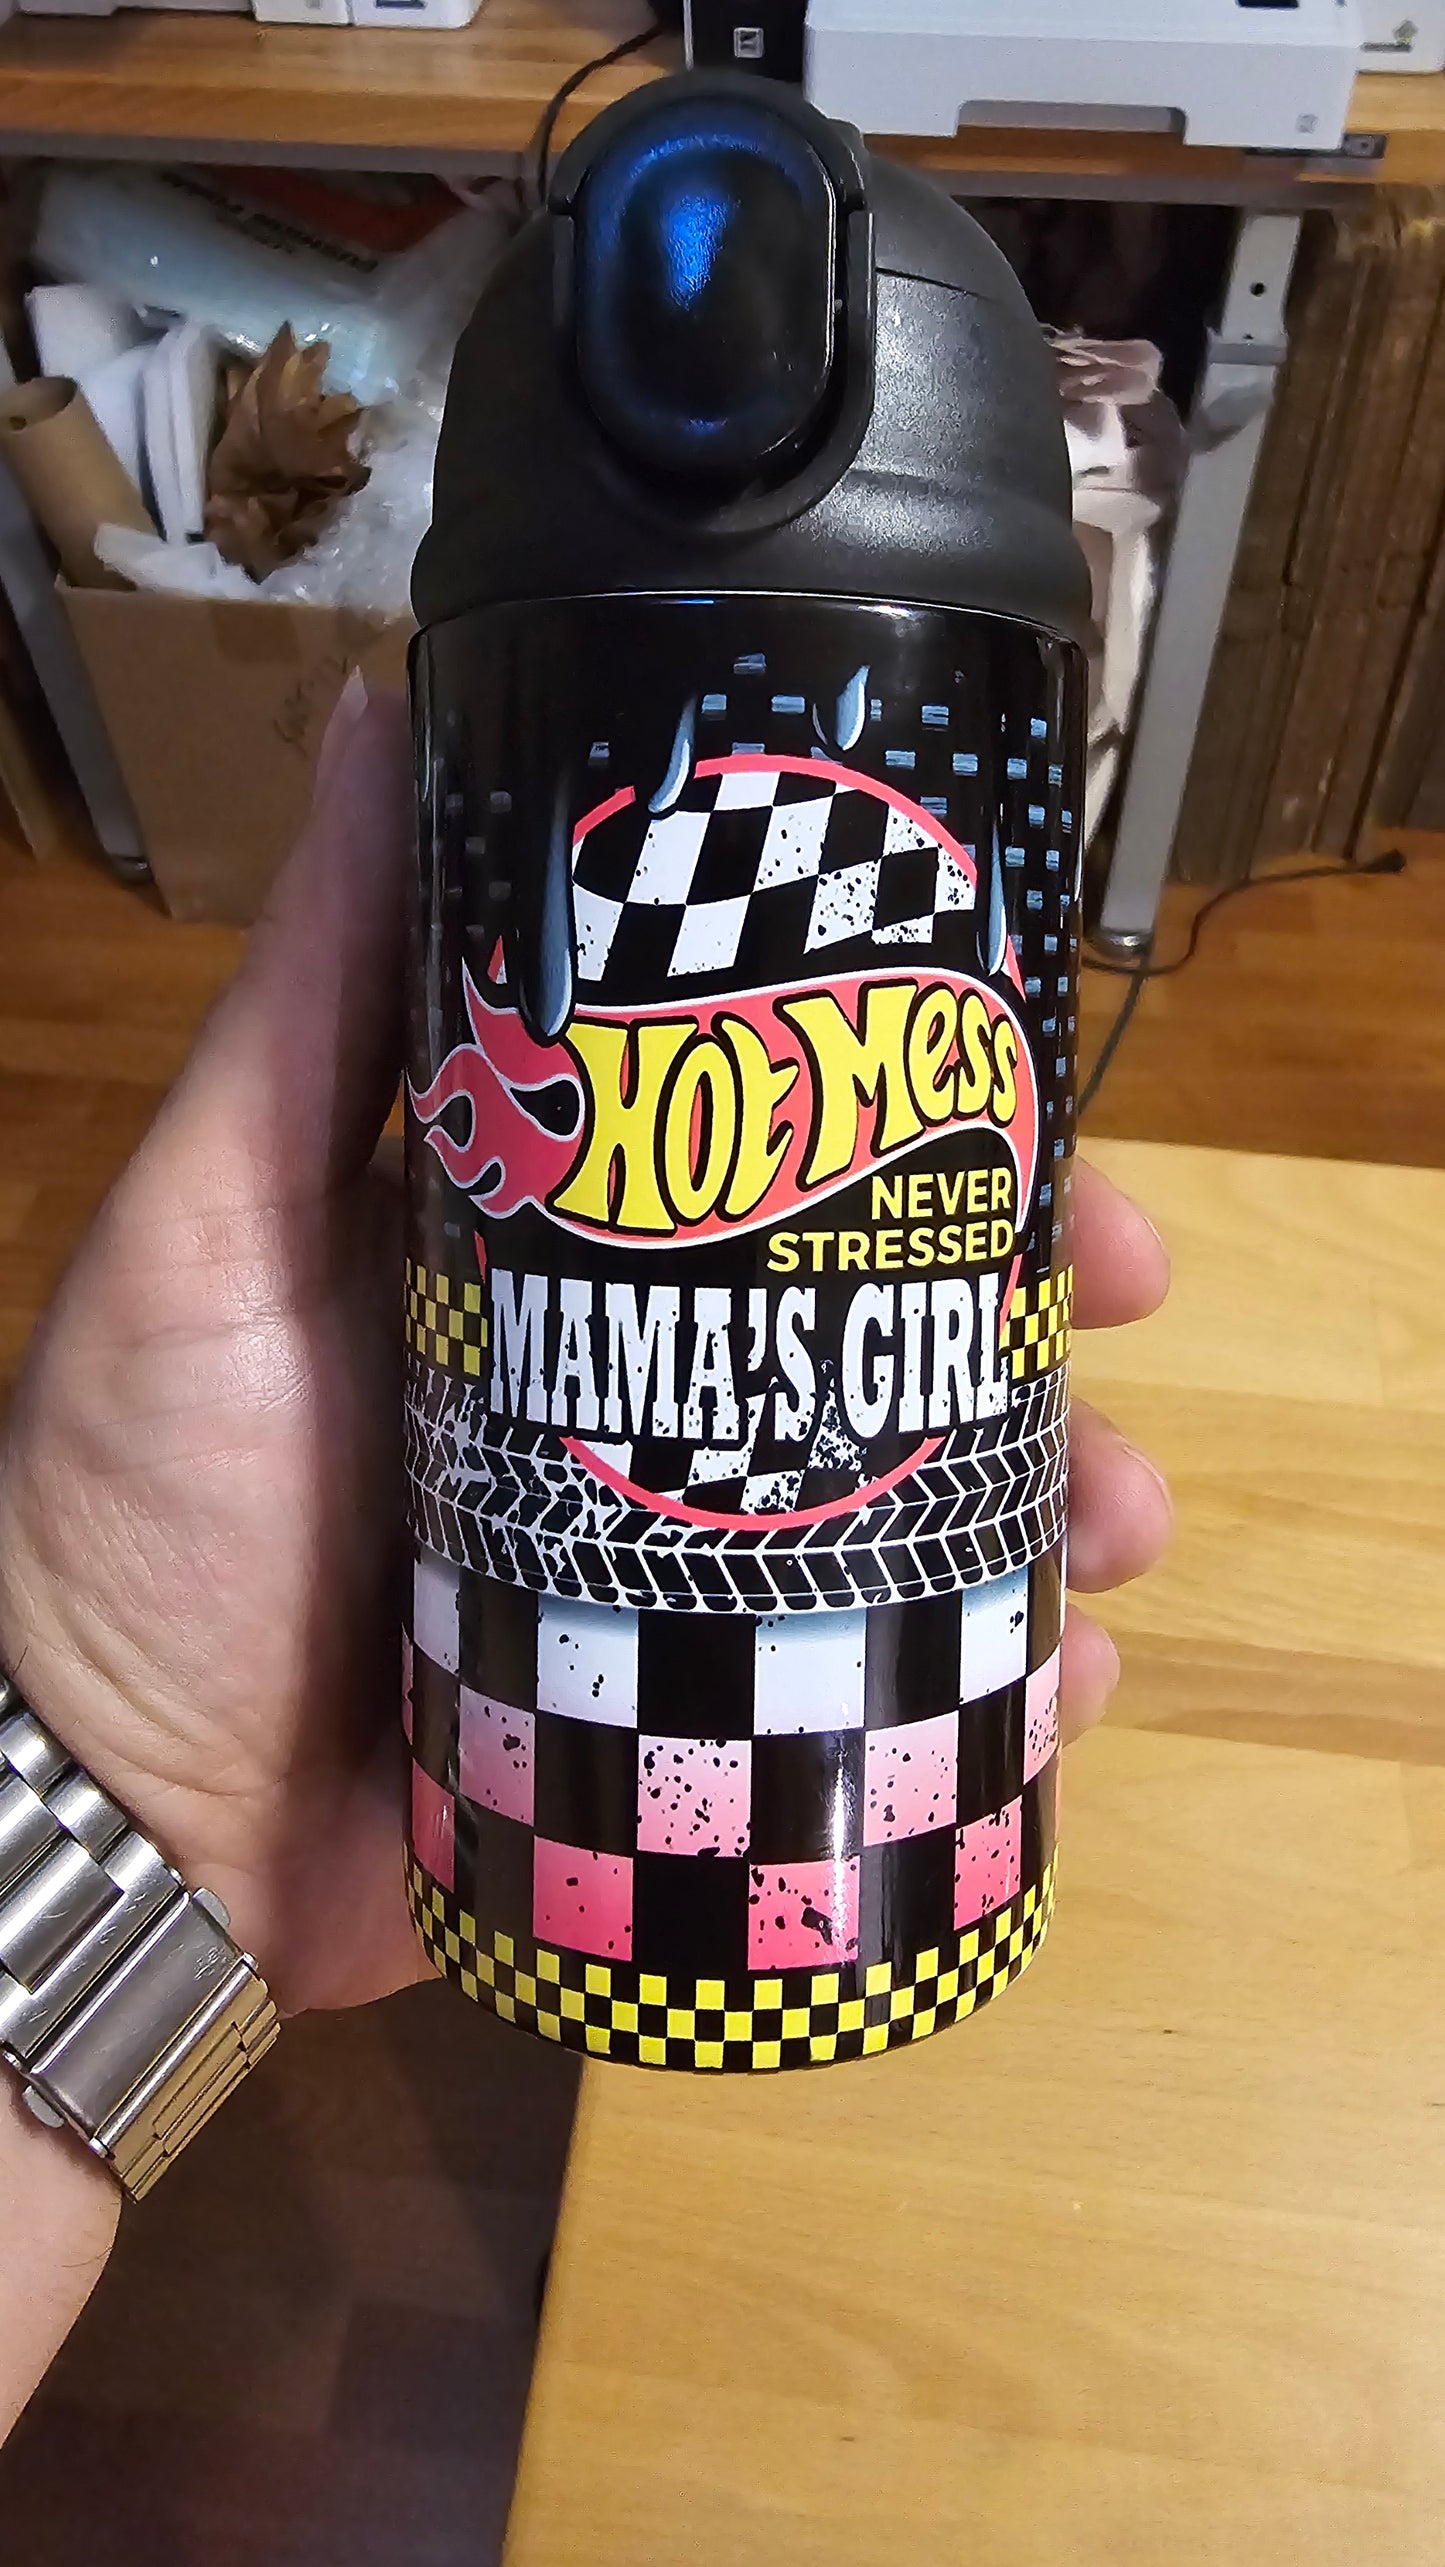 Hot Mess
NEVER
STRESSED
MAMA'S GIRL